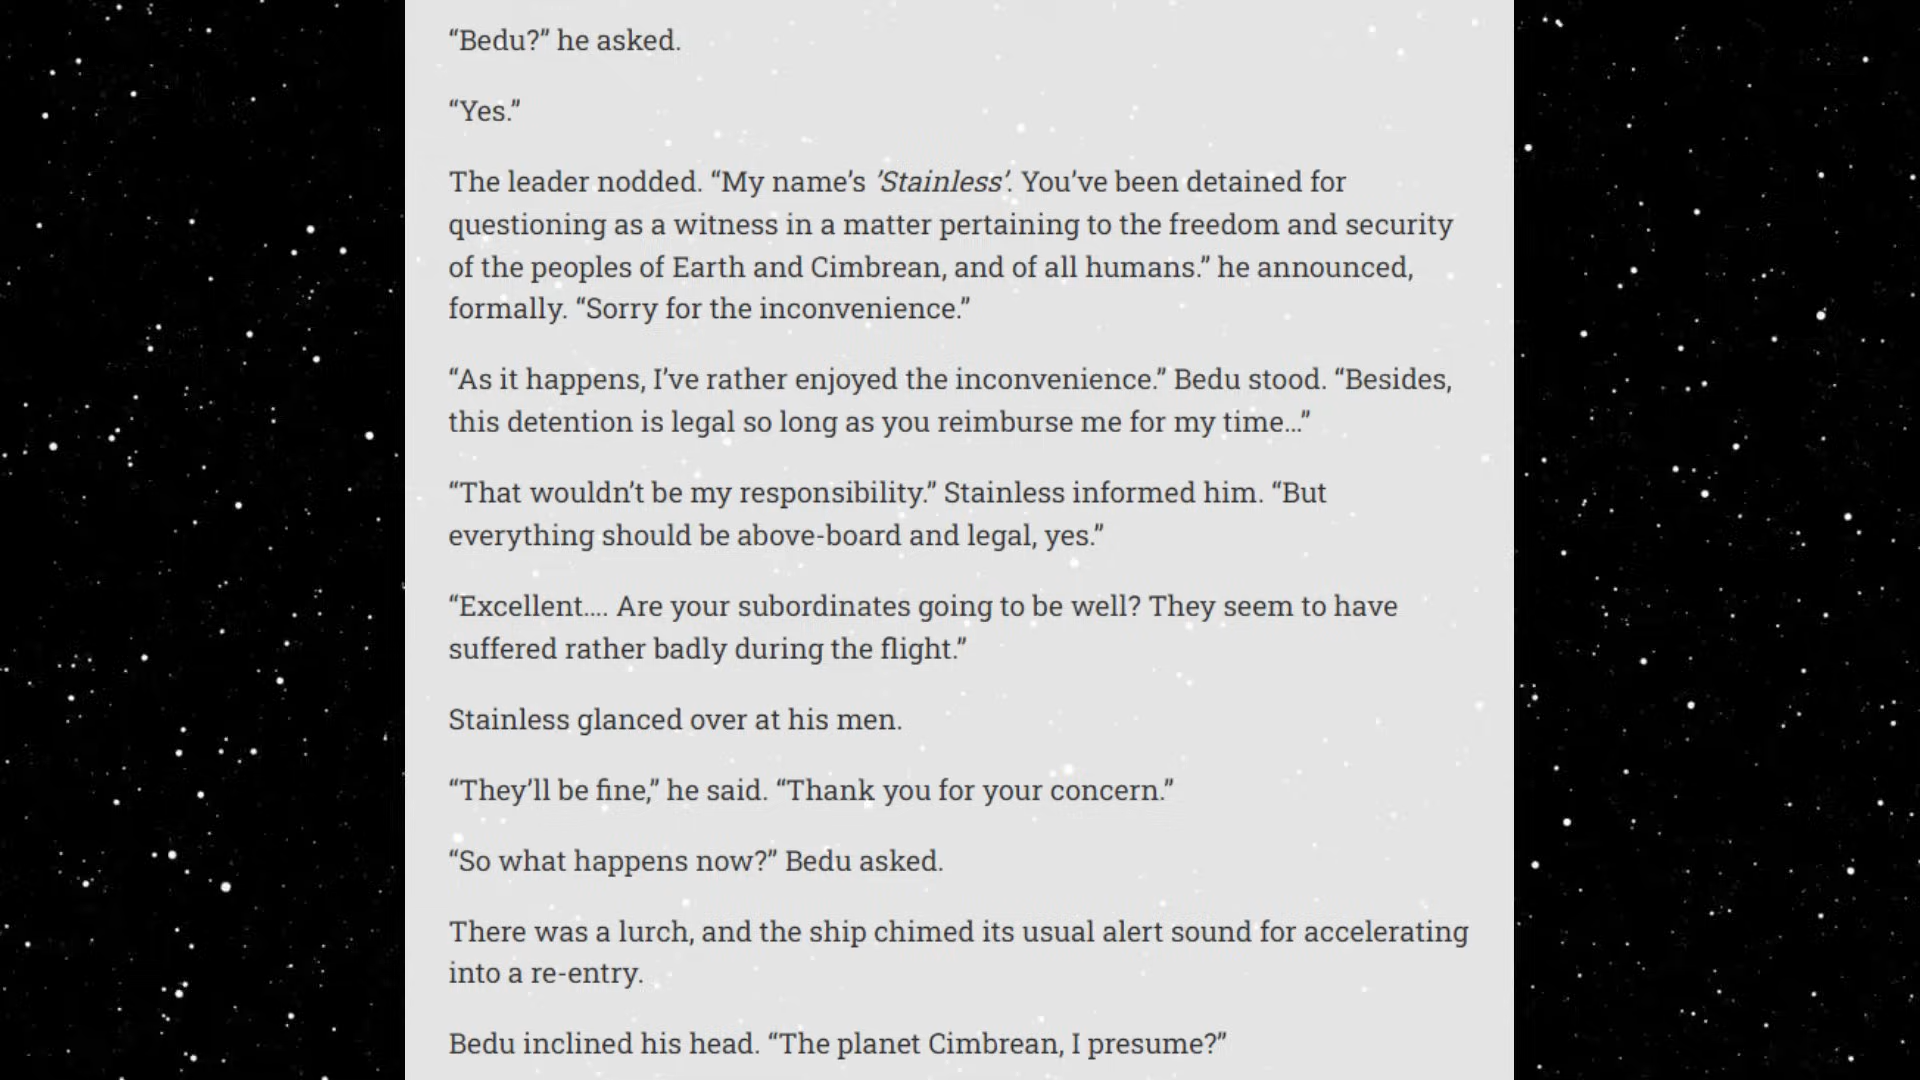 “Bedu?” he asked.
“Yes.”
The leader nodded. “My name’s ’Stainless’. You’ve been detained for
questioning as a witness in a matter pertaining to the freedom and security
of the peoples of Earth and Cimbrean, and of all humans.” he announced,
formally. “Sorry for the inconvenience.”
“As it happens, I’ve rather enjoyed the inconvenience.” Bedu stood. “Besides,
this detention is legal so long as you reimburse me for my time…”
“That wouldn’t be my responsibility.” Stainless informed him. “But
everything should be above-board and legal, yes.”
“Excellent…. Are your subordinates going to be well? They seem to have
suffered rather badly during the flight.”
Stainless glanced over at his men.
“They’ll be fine,” he said. “Thank you for your concern.”
“So what happens now?” Bedu asked.
There was a lurch, and the ship chimed its usual alert sound for accelerating
into a re-entry.
Bedu inclined his head. “The planet Cimbrean, I presume?”